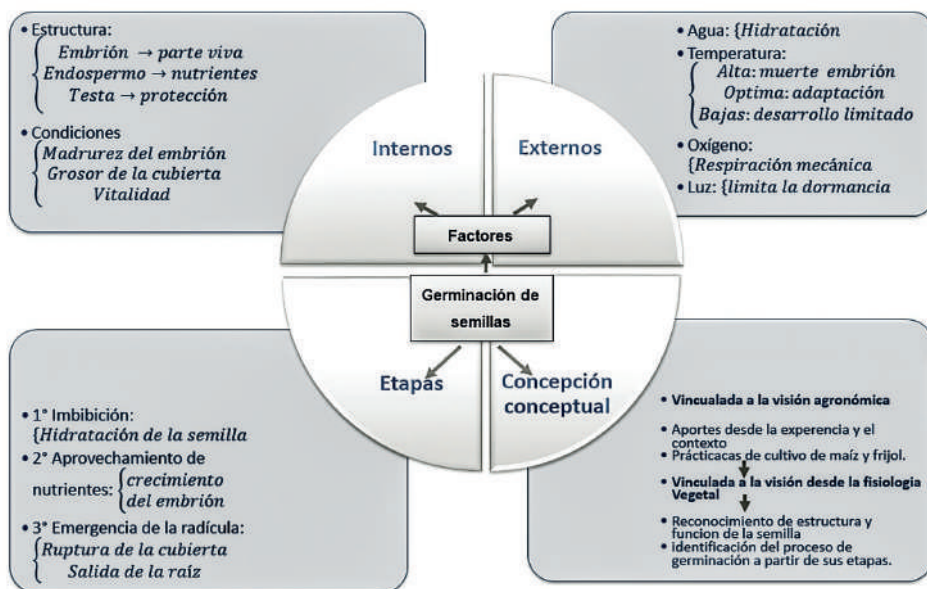 • Estructura:
{Embrión → parte viva
Endospermo → nutrientes
Testa → protección
• Condiciones
{Madrurez del embrión
Grosor de la cubierta
Vitalidad
• Agua: {Hidratación
• Temperatura:
{Alta: muerte embrión
Optima: adaptación
Bajas: desarrollo limitado
• Oxígeno:
{Respiración mecánica
• Luz: {limita la dormancia
Internos
Externos
Factores
Germinación de
semillas
Etapas
Concepción
conceptual
• 1° Imbibición:
{Hidratación de la semilla
• 2° Aprovechamiento de
nutrientes: {crecimiento
del embrión
• 3° Emergencia de la radícula:
{Ruptura de la cubierta
Salida de la raíz
• Vincualada a la visión agronómica
• Aportes desde la experencia y el
contexto
• Prácticacas de cultivo de maíz y frijol.
• Vinculada a la visión desde la fisiologia
Vegetal
• Reconocimiento de estructura y
funcion de la semilla
• Identificación del proceso de
germinación a partir de sus etapas.